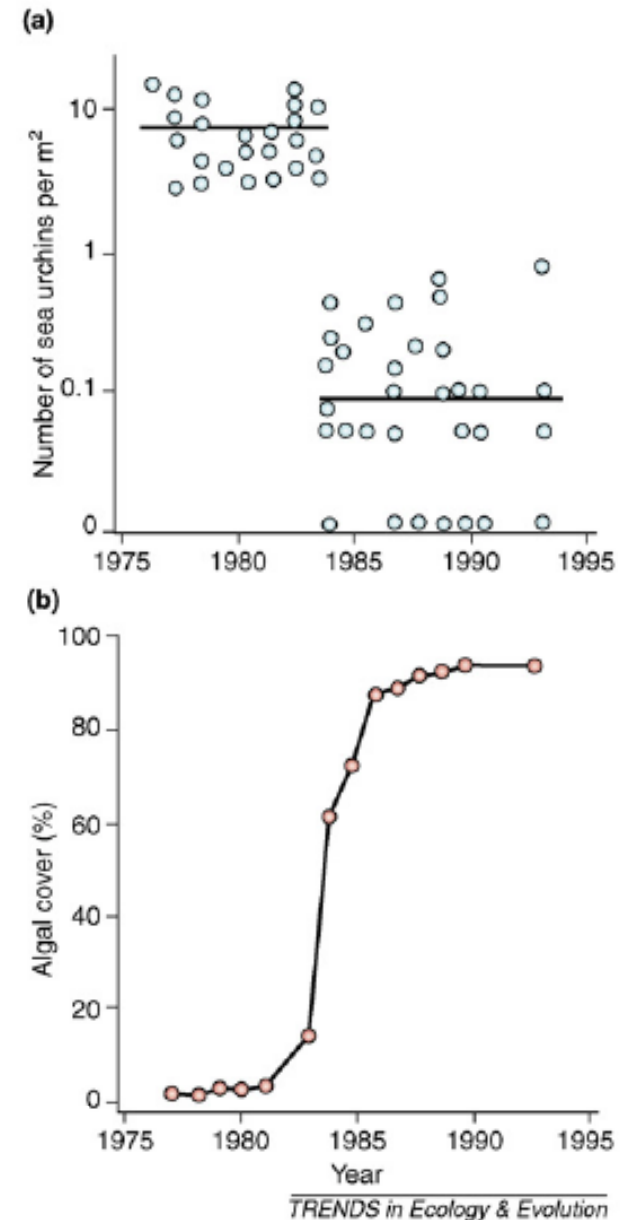 (a)
Number of sea urchins per m²
10
1
0.1
0
1975 1980 1985 1990 1995
(b)
Algal cover (%)
100
80
60
40
20
0
1975 1980 1985 1990 1995
Year
TRENDS in Ecology & Evolution